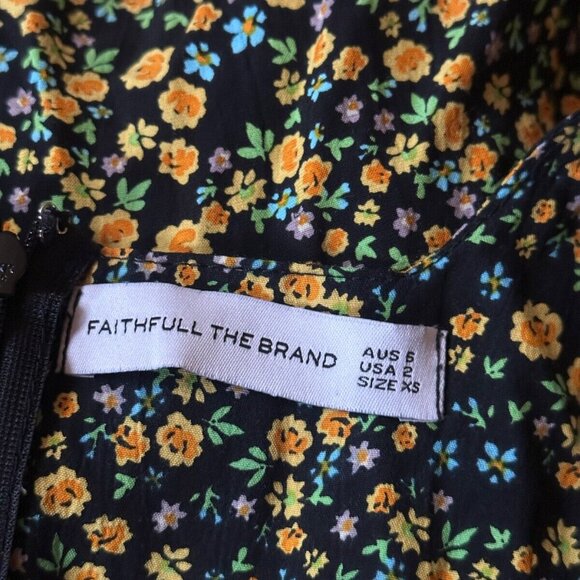 FAITHFULL THE BRAND
AUS 6
USA 2
SIZE XS